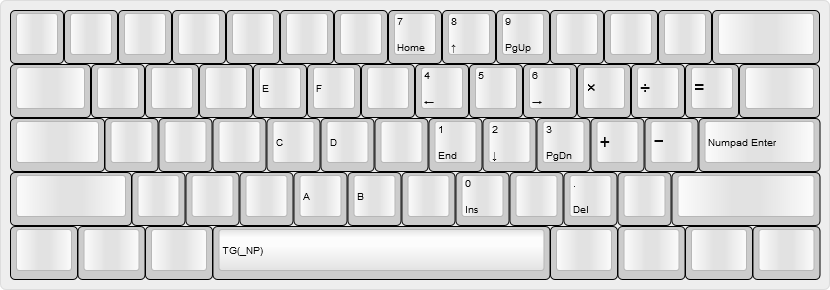 7 8 9
Home ↑ PgUp
E F 4 5 6 × ÷ =
← →
C D 1 2 3 + −
End ↓ PgDn Numpad Enter
A B 0 .
Ins Del
TG(_NP)